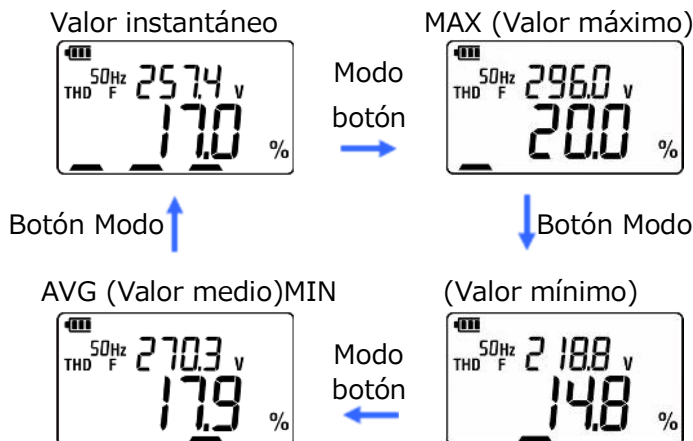 Valor instantáneo
MAX (Valor máximo)
50Hz
THD F 257.4 V
17.0 %
Modo
botón
50Hz
THD F 296.0 V
20.0 %
Botón Modo
Botón Modo
AVG (Valor medio)MIN
(Valor mínimo)
50Hz
THD F 270.3 V
17.9 %
Modo
botón
50Hz
THD F 218.8 V
14.8 %